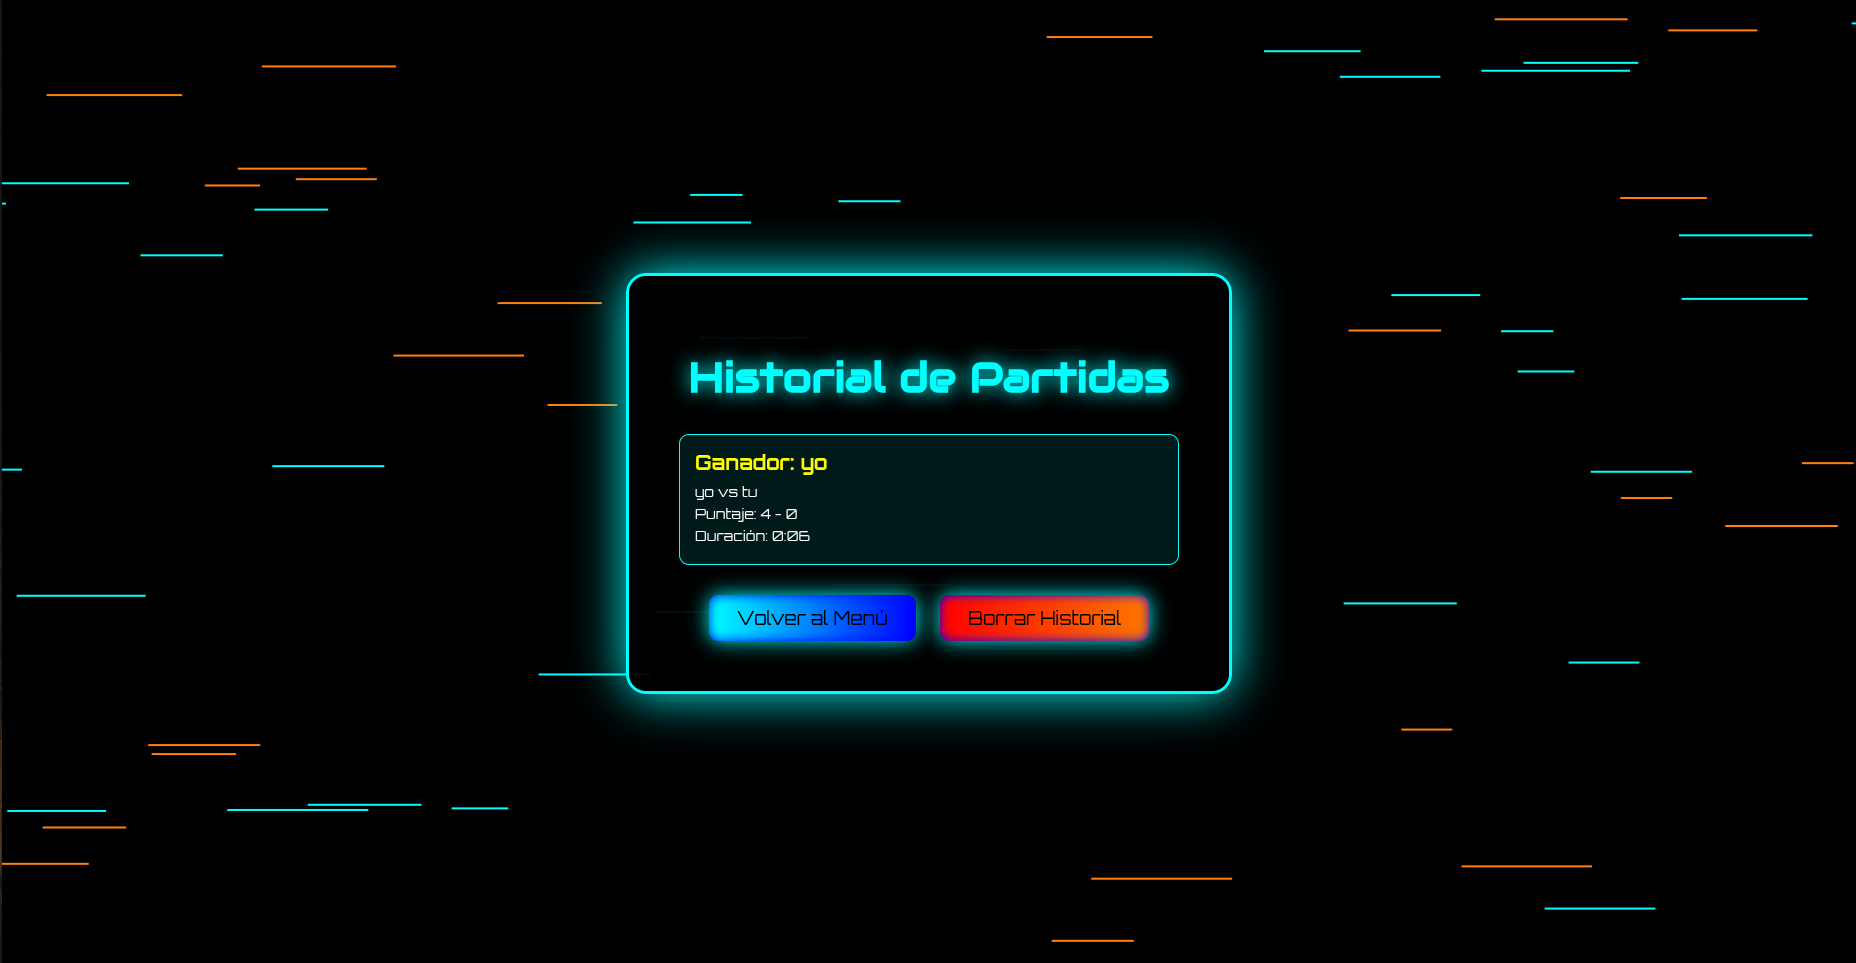 Historial de Partidas
Ganador: yo
yo vs tu
Puntaje: 4 - 0
Duración: 0:06
Volver al Menú
Borrar Historial